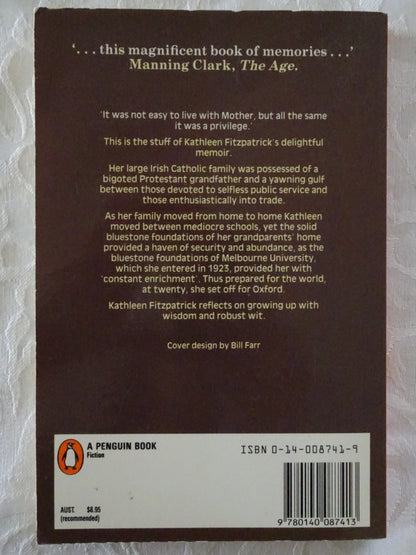 ‘. . . this magnificent book of memories . . .’
Manning Clark, The Age.
‘It was not easy to live with Mother, but all the same
it was a privilege.’
This is the stuff of Kathleen Fitzpatrick's delightful
memoir.
Her large Irish Catholic family was possessed of a
bigoted Protestant grandfather and a yawning gulf
between those devoted to selfless public service and
those enthusiastically into trade.
As her family moved from home to home Kathleen
moved between mediocre schools, yet the solid
bluestone foundations of her grandparents' home
provided a haven of security and abundance, as the
bluestone foundations of Melbourne University,
which she entered in 1923, provided her with
‘constant enrichment’. Thus prepared for the world,
at twenty, she set off for Oxford.
Kathleen Fitzpatrick reflects on growing up with
wisdom and robust wit.
Cover design by Bill Farr
A PENGUIN BOOK
Fiction
AUST. $8.95
(recommended)
ISBN 0-14-008741-9
9 780140 087413